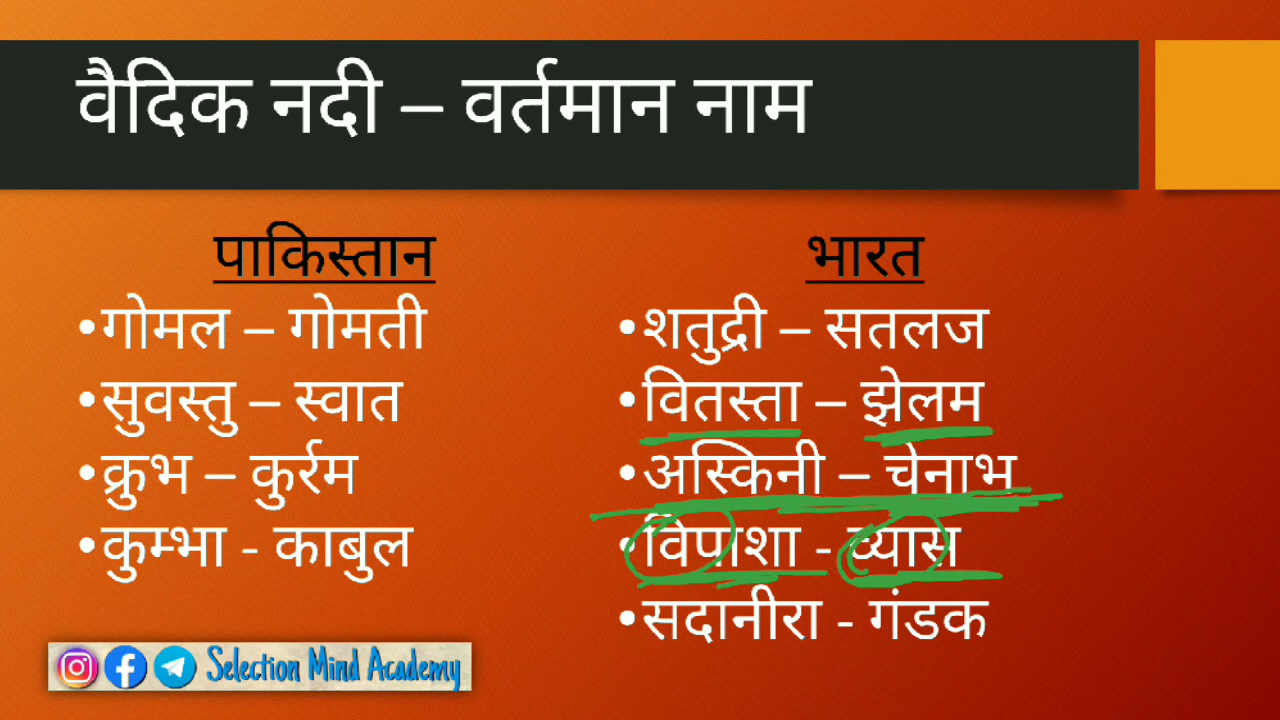 वैदिक नदी – वर्तमान नाम
पाकिस्तान
•गोमल – गोमती
•सुवस्तु – स्वात
•क्रुभ – कुर्रम
•कुम्भा - काबुल
भारत
•शतुद्री – सतलज
•वितस्ता – झेलम
•अस्किनी – चेनाभ
•विपाशा - व्यास
•सदानीरा - गंडक
Selection Mind Academy